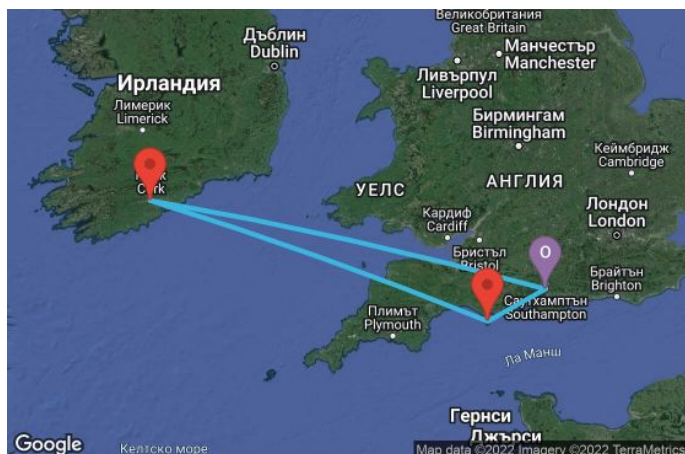 Великобритания
Great Britain
Дъблин
Dublin
Манчестър
Manchester
Ливърпул
Liverpool
Ирландия
Лимерик
Limerick
Бирмингам
Birmingham
Кеймбридж
Cambridge
Cork
УЕЛС
АНГЛИЯ
Лондон
London
Кардиф
Cardiff
Бристъл
Bristol
O
Брайтън
Brighton
Саутхамптън
Southampton
Плимът
Plymouth
Ла Манш
Гернси
Джърси
Google
Келтско море
Map data ©2022 Imagery ©2022 TerraMetrics